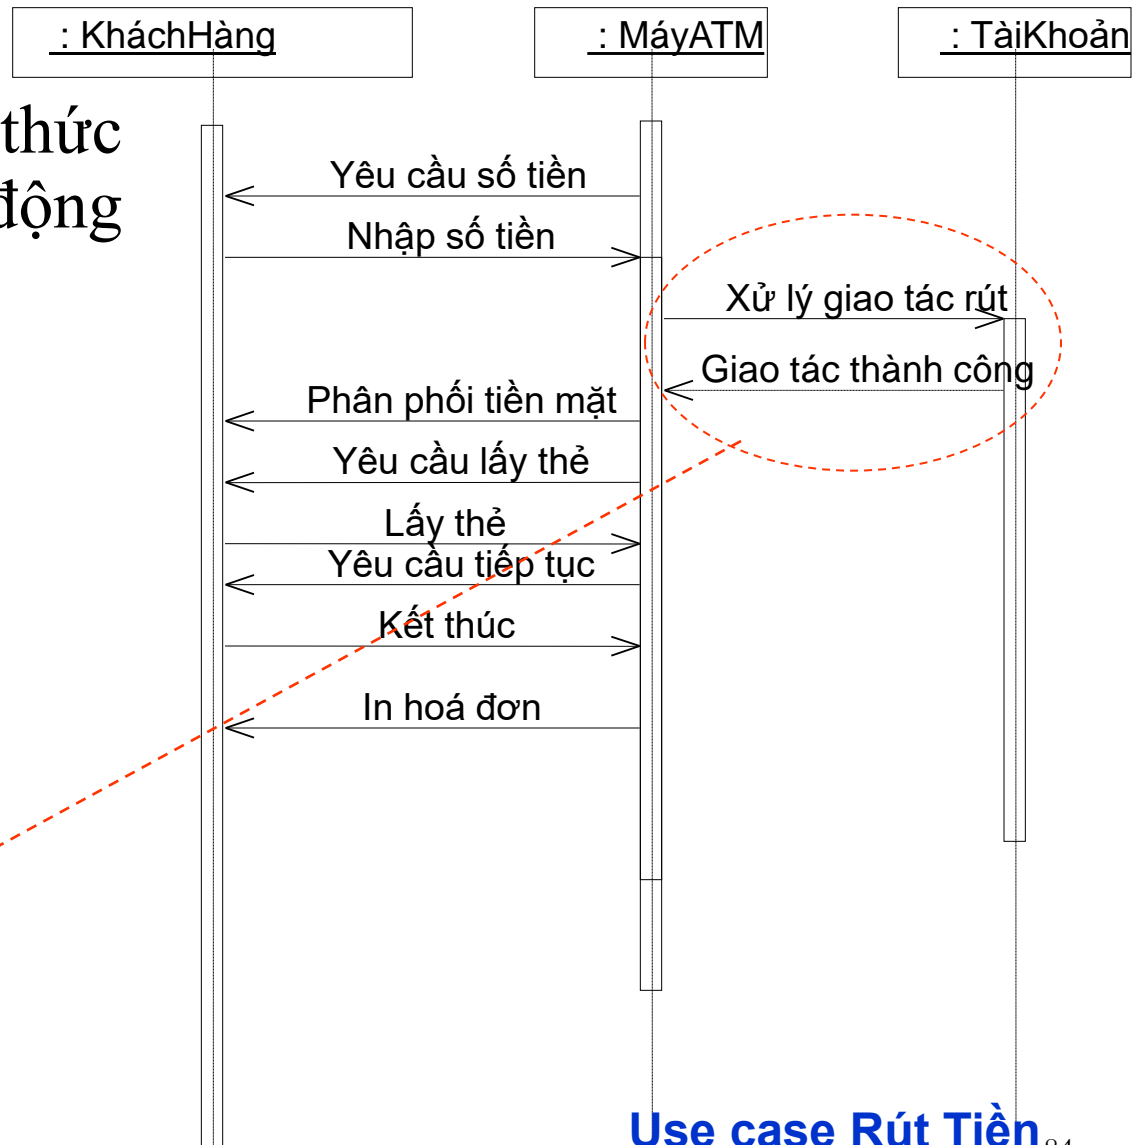 : KháchHàng
: MáyATM
: TàiKhoản
thức
động
Yêu cầu số tiền
Nhập số tiền
Xử lý giao tác rút
Giao tác thành công
Phân phối tiền mặt
Yêu cầu lấy thẻ
Lấy thẻ
Yêu cầu tiếp tục
Kết thúc
In hoá đơn
Use case Rút Tiền